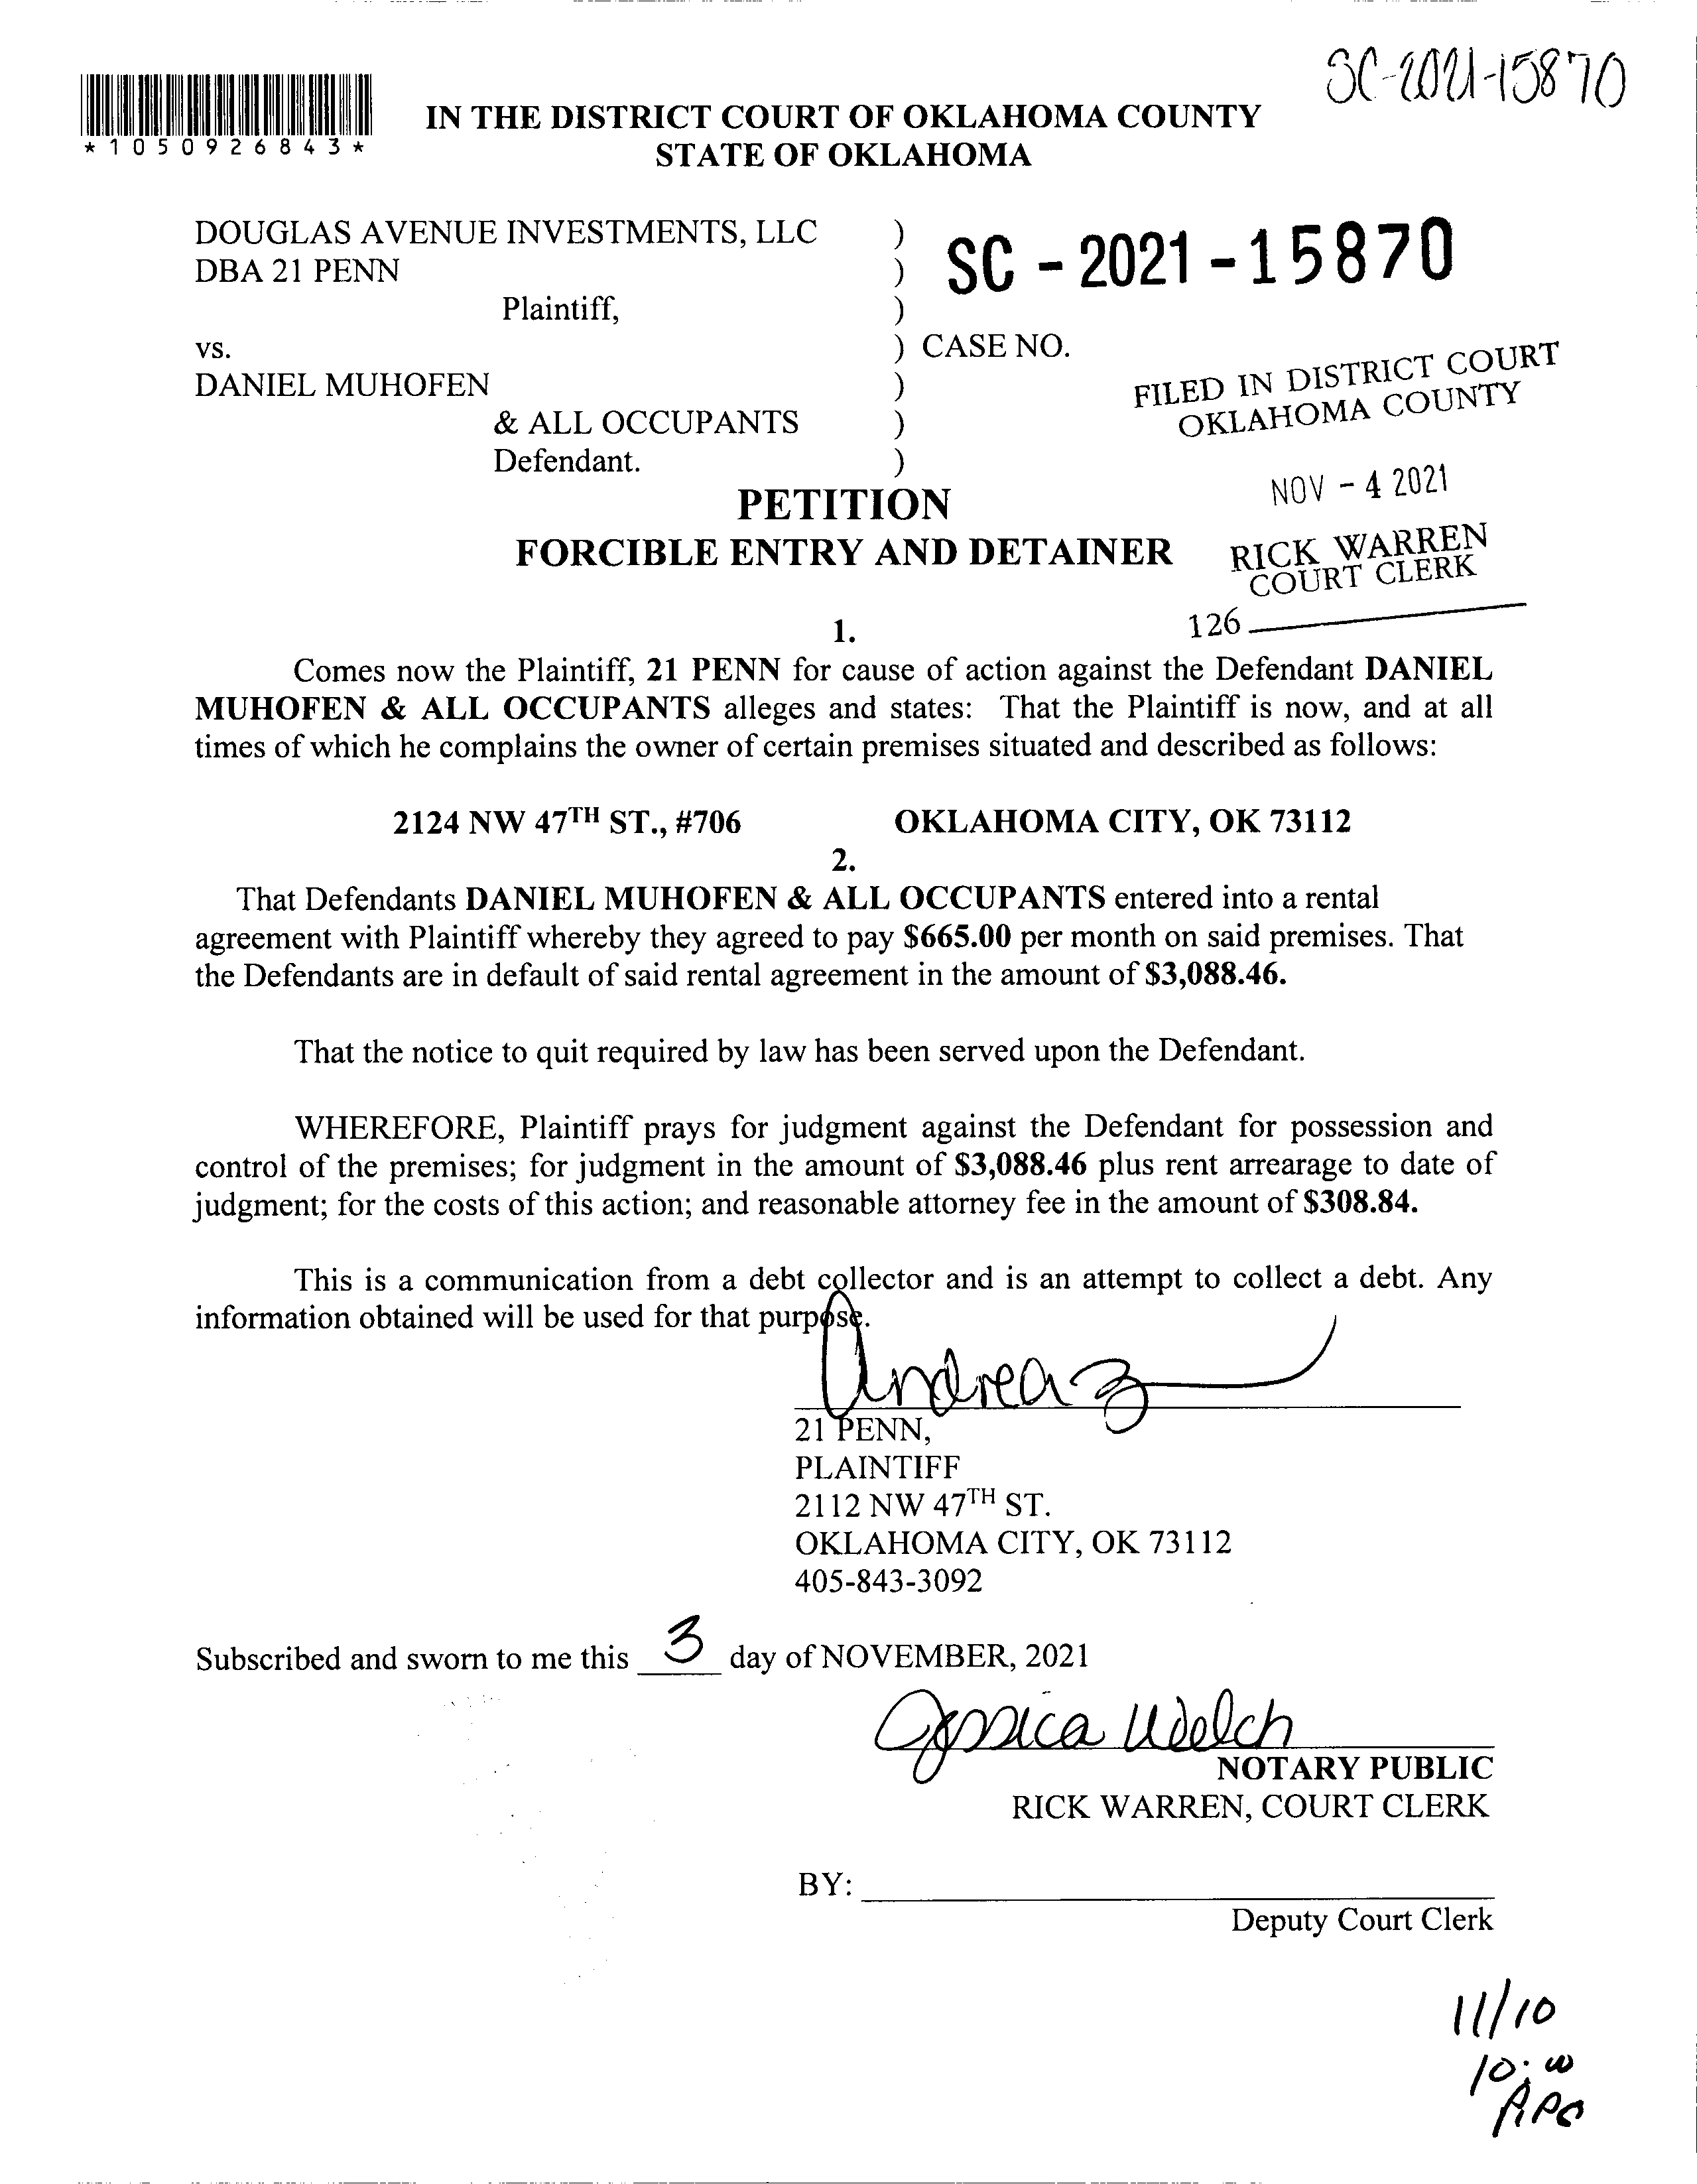 SC-2021-15870
*1050926843*
IN THE DISTRICT COURT OF OKLAHOMA COUNTY
STATE OF OKLAHOMA
DOUGLAS AVENUE INVESTMENTS, LLC )
DBA 21 PENN )
Plaintiff, )
SC - 2021 - 15870
vs. ) CASE NO.
DANIEL MUHOFEN )
& ALL OCCUPANTS )
Defendant. )
FILED IN DISTRICT COURT
OKLAHOMA COUNTY
NOV - 4 2021
RICK WARREN
COURT CLERK
126
PETITION
FORCIBLE ENTRY AND DETAINER
1.
Comes now the Plaintiff, 21 PENN for cause of action against the Defendant DANIEL
MUHOFEN & ALL OCCUPANTS alleges and states: That the Plaintiff is now, and at all
times of which he complains the owner of certain premises situated and described as follows:
2124 NW 47TH ST., #706 OKLAHOMA CITY, OK 73112
2.
That Defendants DANIEL MUHOFEN & ALL OCCUPANTS entered into a rental
agreement with Plaintiff whereby they agreed to pay $665.00 per month on said premises. That
the Defendants are in default of said rental agreement in the amount of $3,088.46.
That the notice to quit required by law has been served upon the Defendant.
WHEREFORE, Plaintiff prays for judgment against the Defendant for possession and
control of the premises; for judgment in the amount of $3,088.46 plus rent arrearage to date of
judgment; for the costs of this action; and reasonable attorney fee in the amount of $308.84.
This is a communication from a debt collector and is an attempt to collect a debt. Any
information obtained will be used for that purpose.
Andrea
21 PENN,
PLAINTIFF
2112 NW 47TH ST.
OKLAHOMA CITY, OK 73112
405-843-3092
Subscribed and sworn to me this 3 day of NOVEMBER, 2021
Jessica Welch
NOTARY PUBLIC
RICK WARREN, COURT CLERK
BY:
Deputy Court Clerk
11/10
10:00